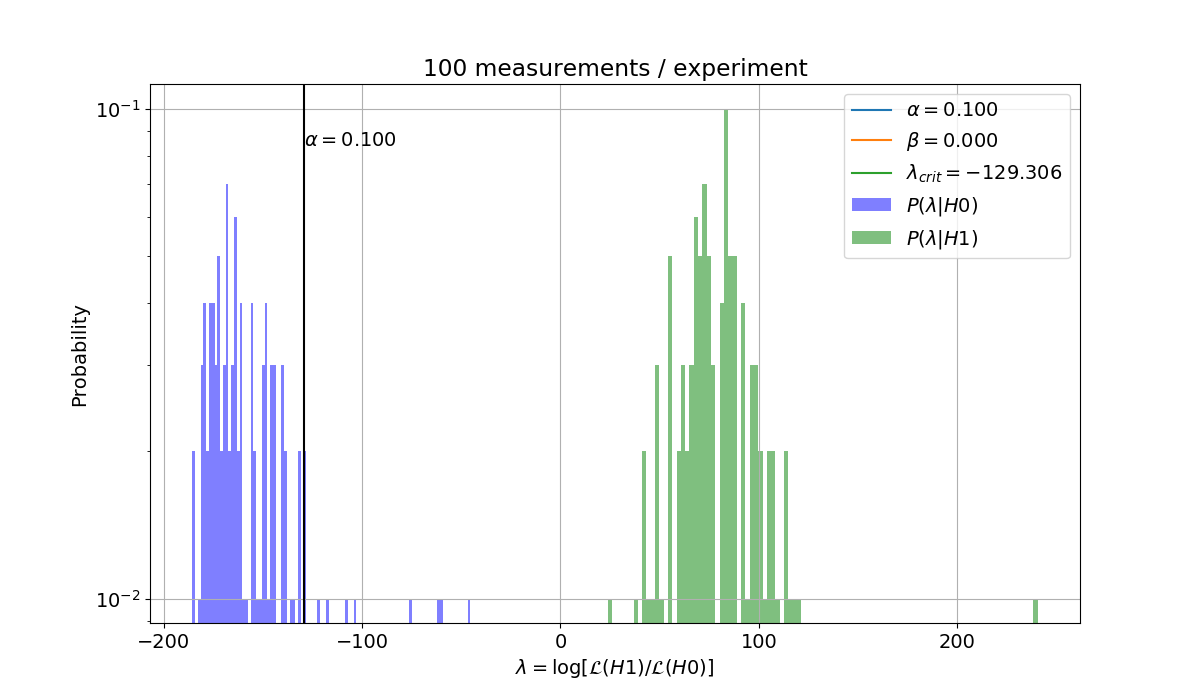 100 measurements / experiment
10⁻¹
α = 0.100
α = 0.100
β = 0.000
λ_crit = −129.306
P(λ|H0)
P(λ|H1)
Probability
10⁻²
−200
−100
0
100
200
λ = log[ℒ(H1)/ℒ(H0)]